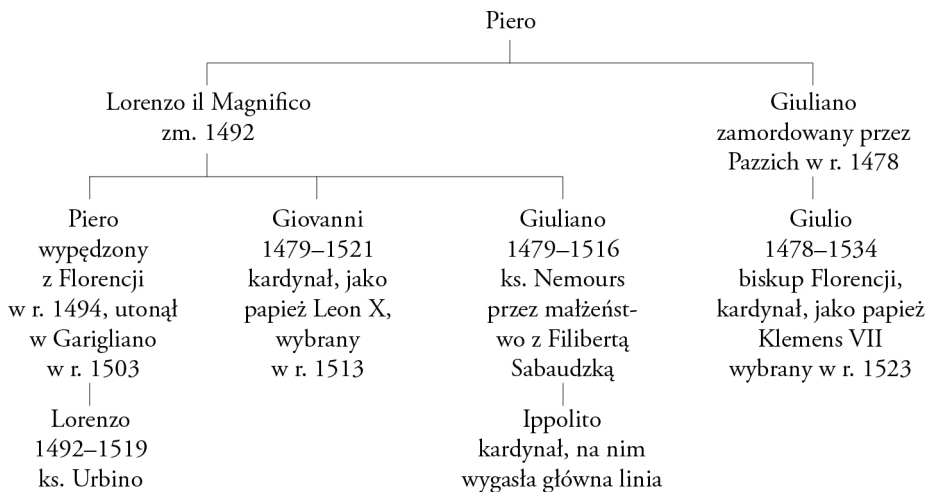 Piero
Lorenzo il Magnifico
zm. 1492
Giuliano
zamordowany przez
Pazzich w r. 1478
Piero
wypędzony
z Florencji
w r. 1494, utonął
w Garigliano
w r. 1503
Giovanni
1479–1521
kardynał, jako
papież Leon X,
wybrany
w r. 1513
Giuliano
1479–1516
ks. Nemours
przez małżeńst-
wo z Filibertą
Sabaudzką
Giulio
1478–1534
biskup Florencji,
kardynał, jako papież
Klemens VII
wybrany w r. 1523
Lorenzo
1492–1519
ks. Urbino
Ippolito
kardynał, na nim
wygasła główna linia